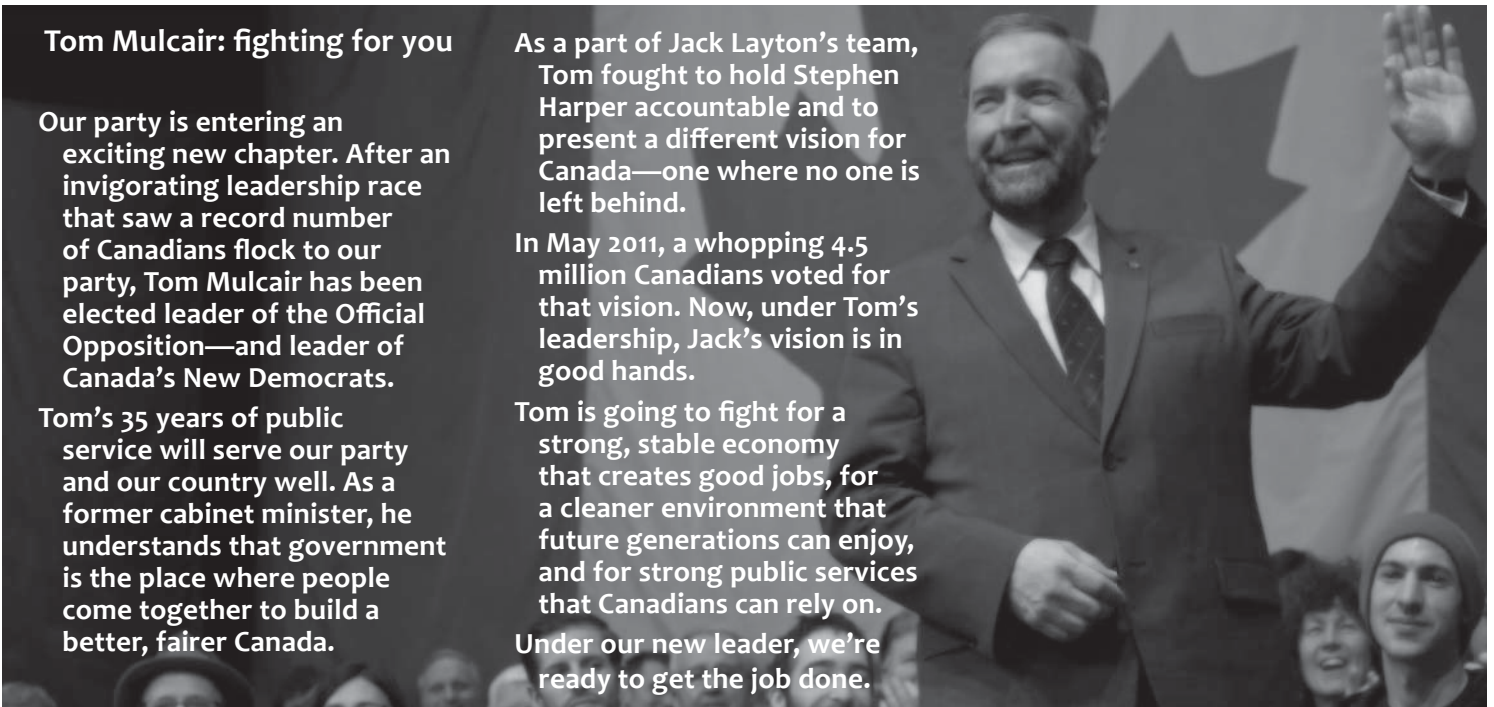 Tom Mulcair: fighting for you
Our party is entering an
exciting new chapter. After an
invigorating leadership race
that saw a record number
of Canadians flock to our
party, Tom Mulcair has been
elected leader of the Official
Opposition—and leader of
Canada’s New Democrats.
Tom’s 35 years of public
service will serve our party
and our country well. As a
former cabinet minister, he
understands that government
is the place where people
come together to build a
better, fairer Canada.
As a part of Jack Layton’s team,
Tom fought to hold Stephen
Harper accountable and to
present a different vision for
Canada—one where no one is
left behind.
In May 2011, a whopping 4.5
million Canadians voted for
that vision. Now, under Tom’s
leadership, Jack’s vision is in
good hands.
Tom is going to fight for a
strong, stable economy
that creates good jobs, for
a cleaner environment that
future generations can enjoy,
and for strong public services
that Canadians can rely on.
Under our new leader, we’re
ready to get the job done.